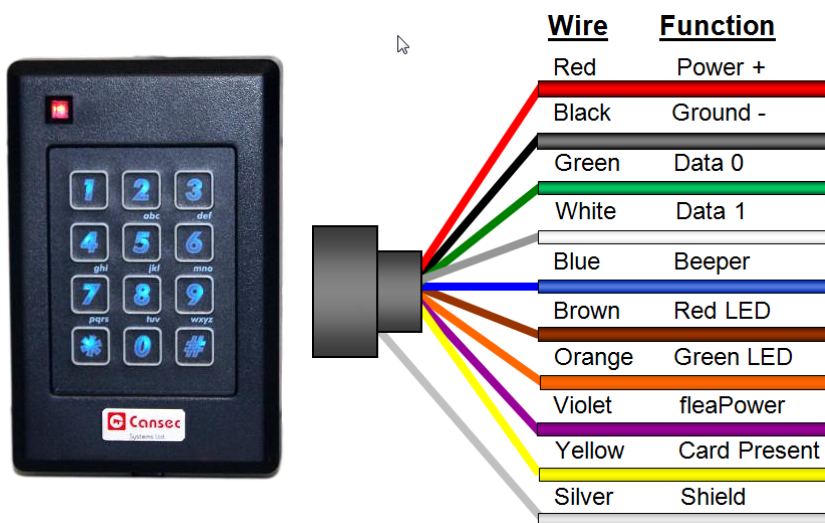 Wire Function
Red Power +
Black Ground -
Green Data 0
White Data 1
Blue Beeper
Brown Red LED
Orange Green LED
Violet fleaPower
Yellow Card Present
Silver Shield
1 2 3
abc def
4 5 6
ghi jkl mno
7 8 9
pqrs tuv wxyz
* 0 #
Cansec
Systems Ltd